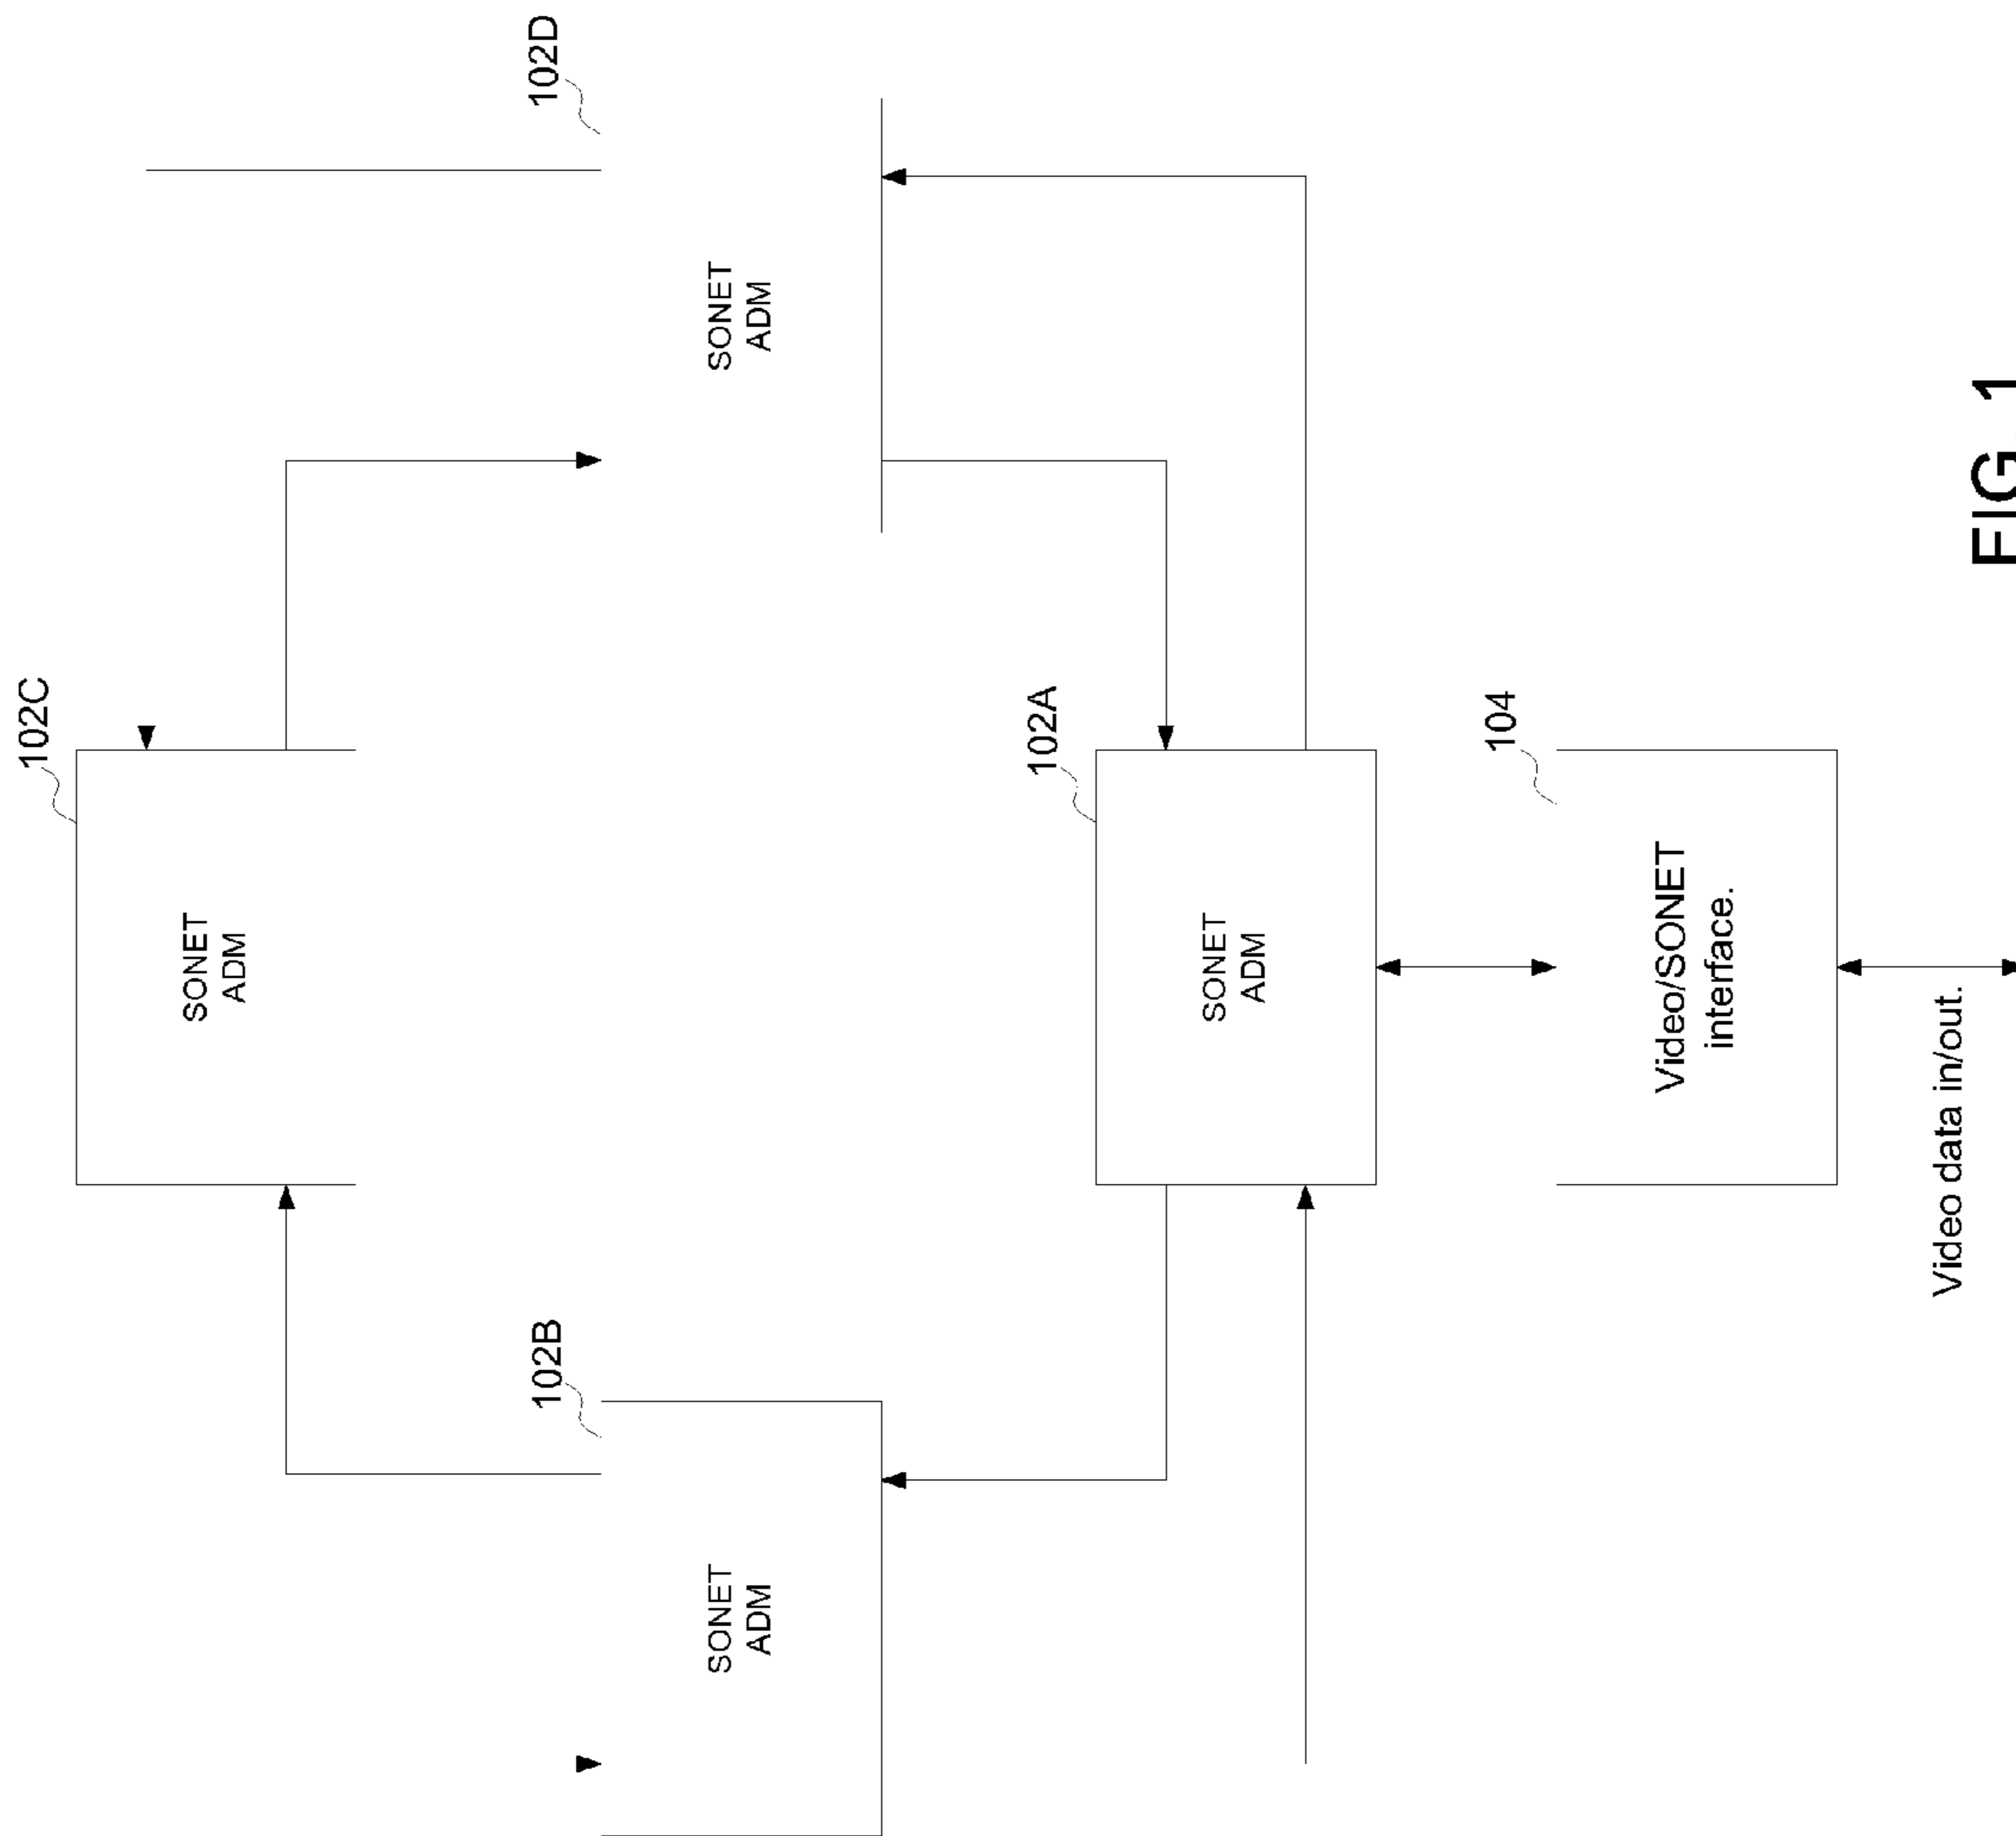 102C
SONET
ADM
102B
102D
SONET
ADM
SONET
ADM
102A
SONET
ADM
104
Video/SONET
interface.
Video data in/out.
FIG 1